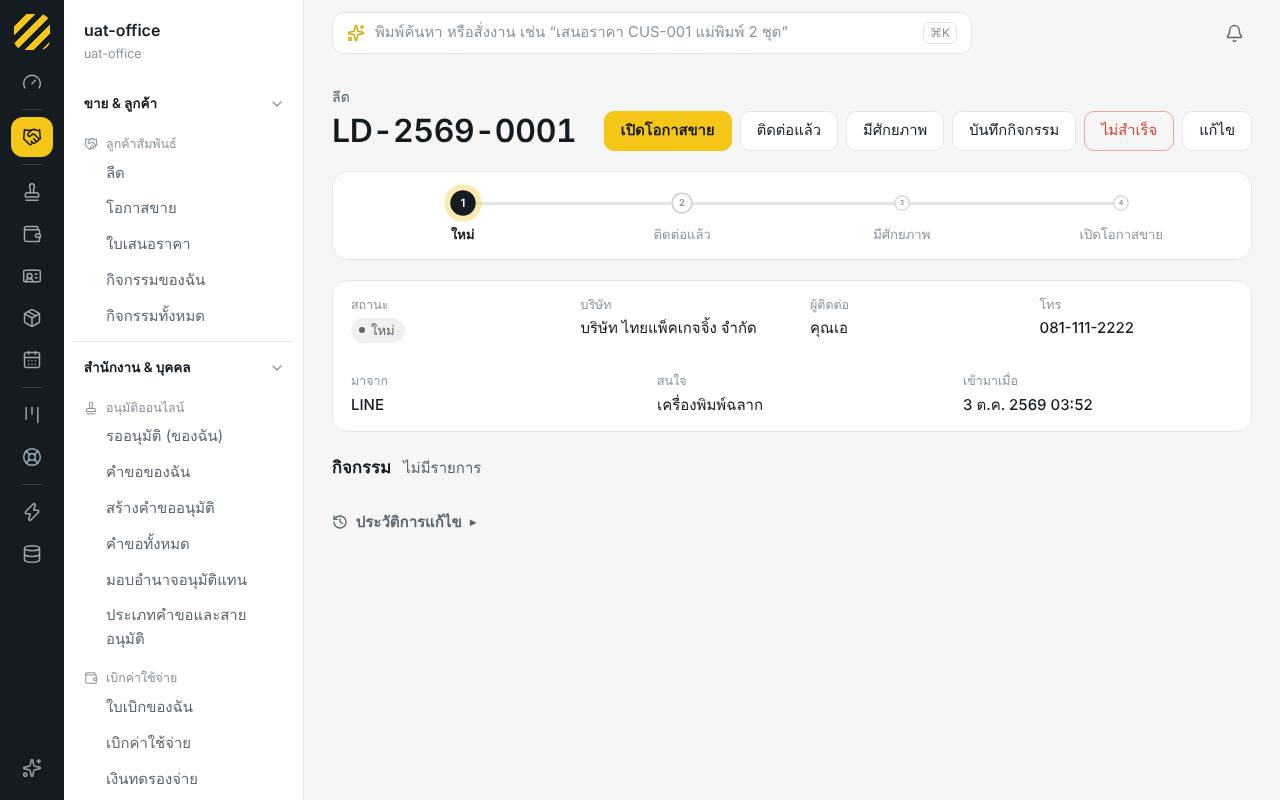 uat-office
uat-office
ขาย & ลูกค้า
ลูกค้าสัมพันธ์
ลีด
โอกาสขาย
ใบเสนอราคา
กิจกรรมของฉัน
กิจกรรมทั้งหมด
สำนักงาน & บุคคล
อนุมัติออนไลน์
รออนุมัติ (ของฉัน)
คำขอของฉัน
สร้างคำขออนุมัติ
คำขอทั้งหมด
มอบอำนาจอนุมัติแทน
ประเภทคำขอและสาย
อนุมัติ
เบิกค่าใช้จ่าย
ใบเบิกของฉัน
เบิกค่าใช้จ่าย
เงินทดรองจ่าย
พิมพ์ค้นหา หรือสั่งงาน เช่น “เสนอราคา CUS-001 แม่พิมพ์ 2 ชุด” ⌘K
ลีด
LD-2569-0001 เปิดโอกาสขาย ติดต่อแล้ว มีศักยภาพ บันทึกกิจกรรม ไม่สำเร็จ แก้ไข
1 2 3 4
ใหม่ ติดต่อแล้ว มีศักยภาพ เปิดโอกาสขาย
สถานะ บริษัท ผู้ติดต่อ โทร
ใหม่ บริษัท ไทยแพ็คเกจจิ้ง จำกัด คุณเอ 081-111-2222
มาจาก สนใจ เข้ามาเมื่อ
LINE เครื่องพิมพ์ฉลาก 3 ต.ค. 2569 03:52
กิจกรรม ไม่มีรายการ
ประวัติการแก้ไข ▸